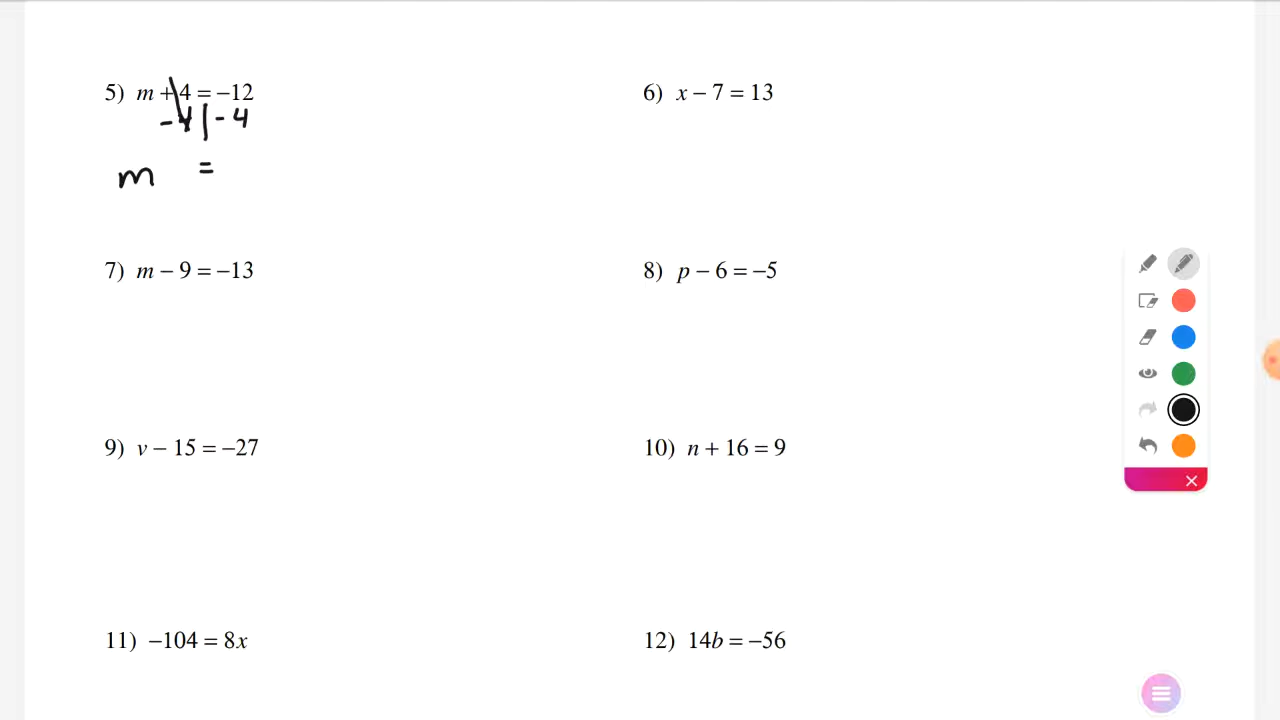 5) m + 4 = −12
-4 | -4
m =
6) x − 7 = 13
7) m − 9 = −13
8) p − 6 = −5
9) v − 15 = −27
10) n + 16 = 9
11) −104 = 8x
12) 14b = −56